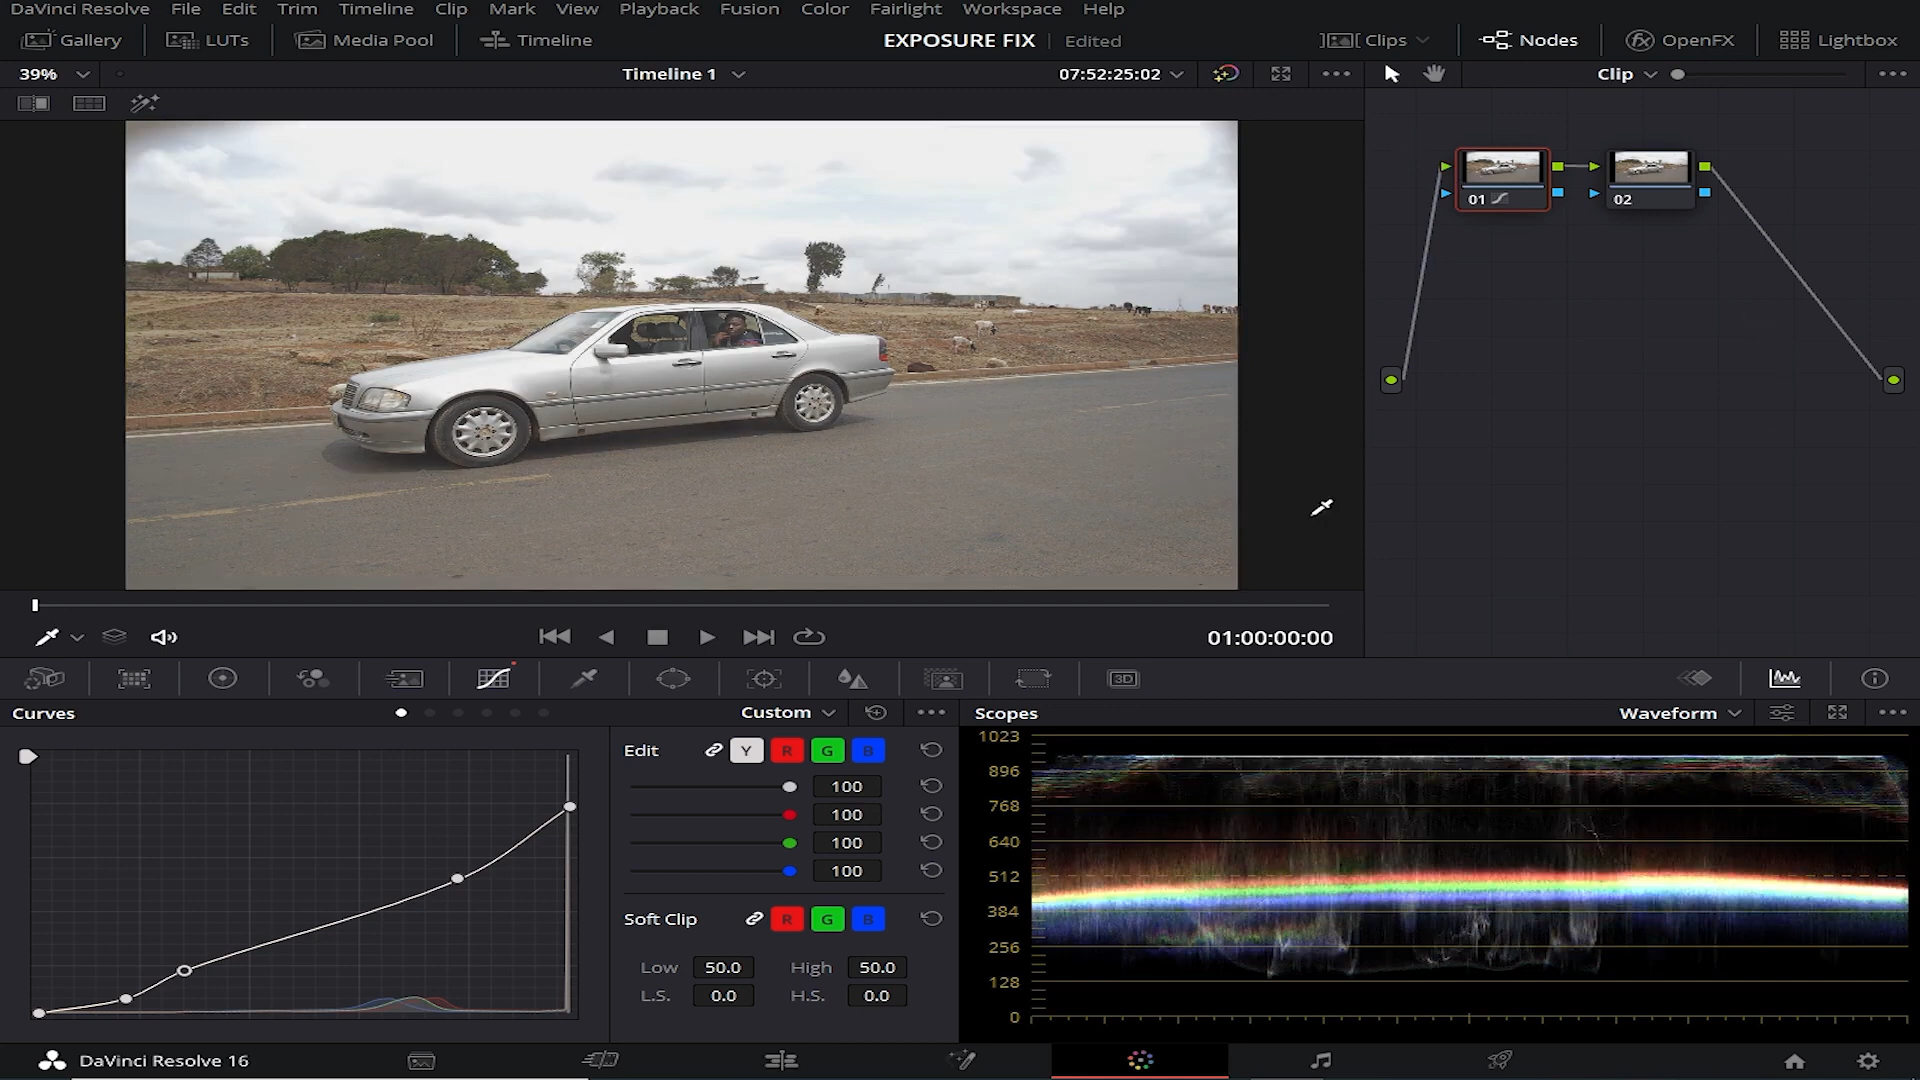 DaVinci Resolve File Edit Trim Timeline Clip Mark View Playback Fusion Color Fairlight Workspace Help
Gallery LUTs Media Pool Timeline EXPOSURE FIX Edited Clips Nodes OpenFX Lightbox
39% Timeline 1 07:52:25:02 Clip
01 02
01:00:00:00
3D
Curves Custom Scopes Waveform
Edit Y R G B
100
100
100
100
Soft Clip R G B
Low 50.0 High 50.0
L.S. 0.0 H.S. 0.0
1023
896
768
640
512
384
256
128
0
DaVinci Resolve 16